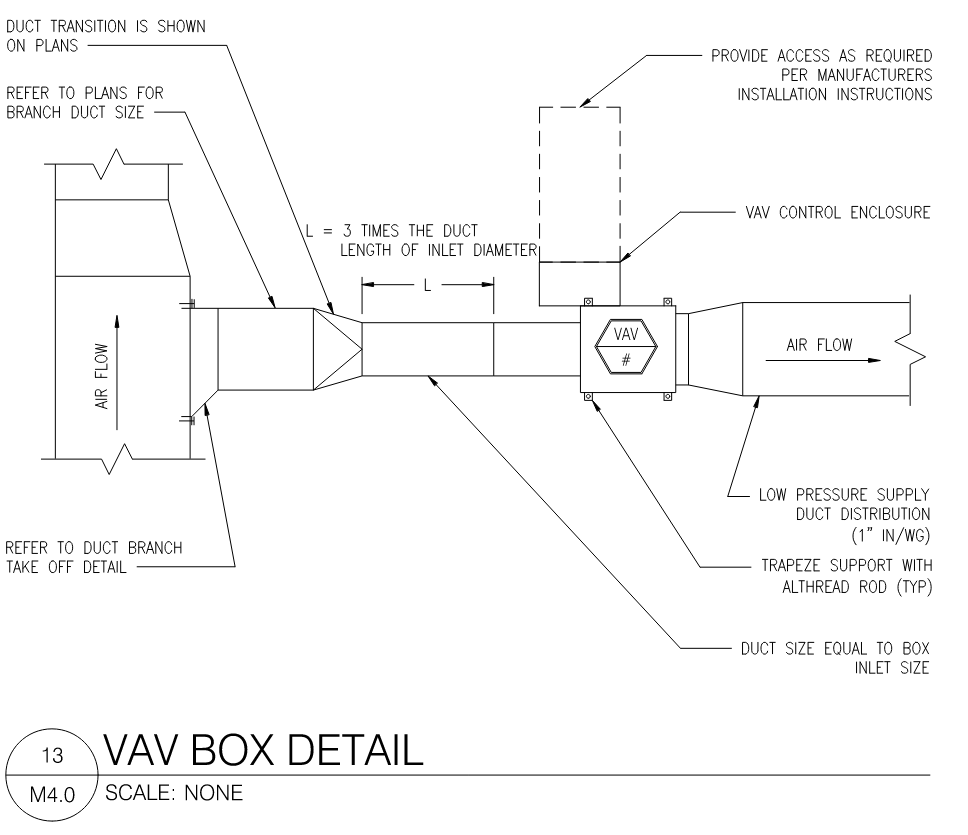 DUCT TRANSITION IS SHOWN
ON PLANS
REFER TO PLANS FOR
BRANCH DUCT SIZE
PROVIDE ACCESS AS REQUIRED
PER MANUFACTURERS
INSTALLATION INSTRUCTIONS
VAV CONTROL ENCLOSURE
L = 3 TIMES THE DUCT
LENGTH OF INLET DIAMETER
L
VAV
#
AIR FLOW
AIR FLOW
LOW PRESSURE SUPPLY
DUCT DISTRIBUTION
(1" IN/WG)
REFER TO DUCT BRANCH
TAKE OFF DETAIL
TRAPEZE SUPPORT WITH
ALTHREAD ROD (TYP)
DUCT SIZE EQUAL TO BOX
INLET SIZE
13
VAV BOX DETAIL
M4.0
SCALE: NONE